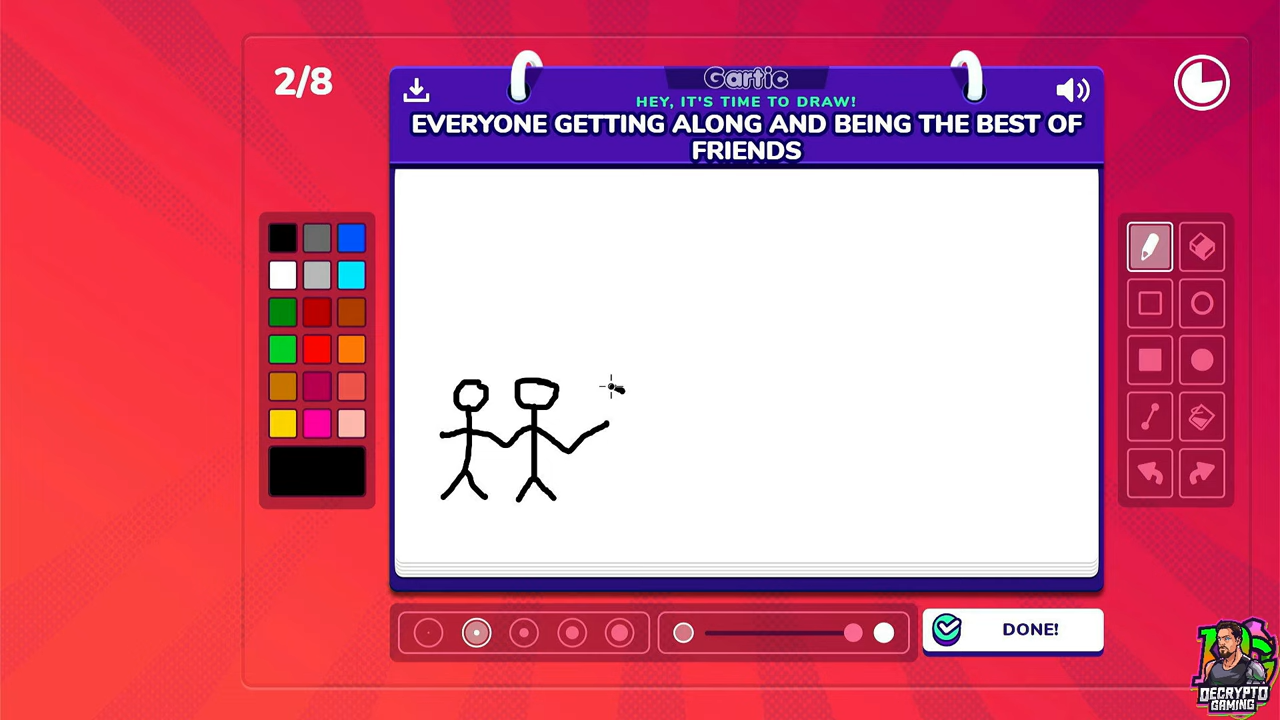 2/8
Gartic
HEY, IT'S TIME TO DRAW!
EVERYONE GETTING ALONG AND BEING THE BEST OF
FRIENDS
DONE!
DECRYPTO
GAMING